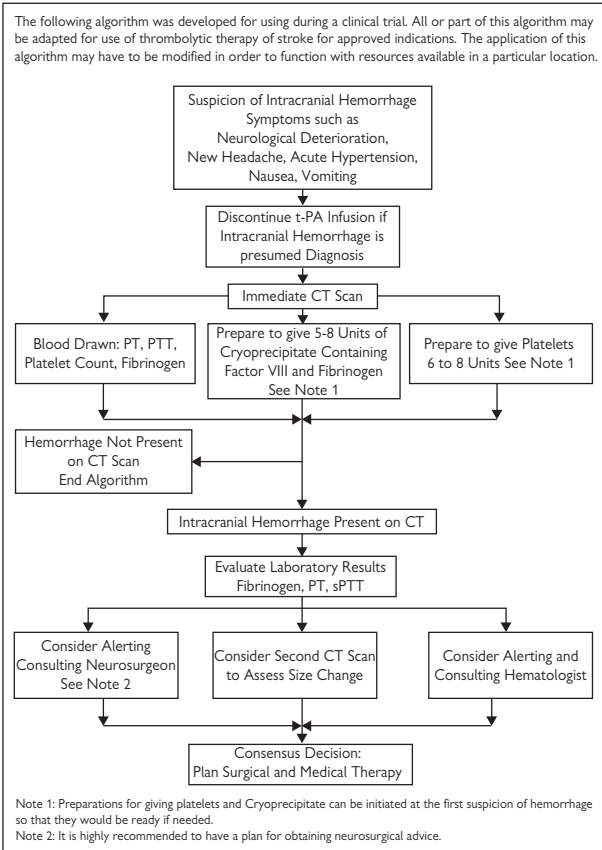 The following algorithm was developed for using during a clinical trial. All or part of this algorithm may
be adapted for use of thrombolytic therapy of stroke for approved indications. The application of this
algorithm may have to be modified in order to function with resources available in a particular location.
Suspicion of Intracranial Hemorrhage
Symptoms such as
Neurological Deterioration,
New Headache, Acute Hypertension,
Nausea, Vomiting
Discontinue t-PA Infusion if
Intracranial Hemorrhage is
presumed Diagnosis
Immediate CT Scan
Blood Drawn: PT, PTT,
Platelet Count, Fibrinogen
Prepare to give 5-8 Units of
Cryoprecipitate Containing
Factor VIII and Fibrinogen
See Note 1
Prepare to give Platelets
6 to 8 Units See Note 1
Hemorrhage Not Present
on CT Scan
End Algorithm
Intracranial Hemorrhage Present on CT
Evaluate Laboratory Results
Fibrinogen, PT, sPTT
Consider Alerting
Consulting Neurosurgeon
See Note 2
Consider Second CT Scan
to Assess Size Change
Consider Alerting and
Consulting Hematologist
Consensus Decision:
Plan Surgical and Medical Therapy
Note 1: Preparations for giving platelets and Cryoprecipitate can be initiated at the first suspicion of hemorrhage
so that they would be ready if needed.
Note 2: It is highly recommended to have a plan for obtaining neurosurgical advice.